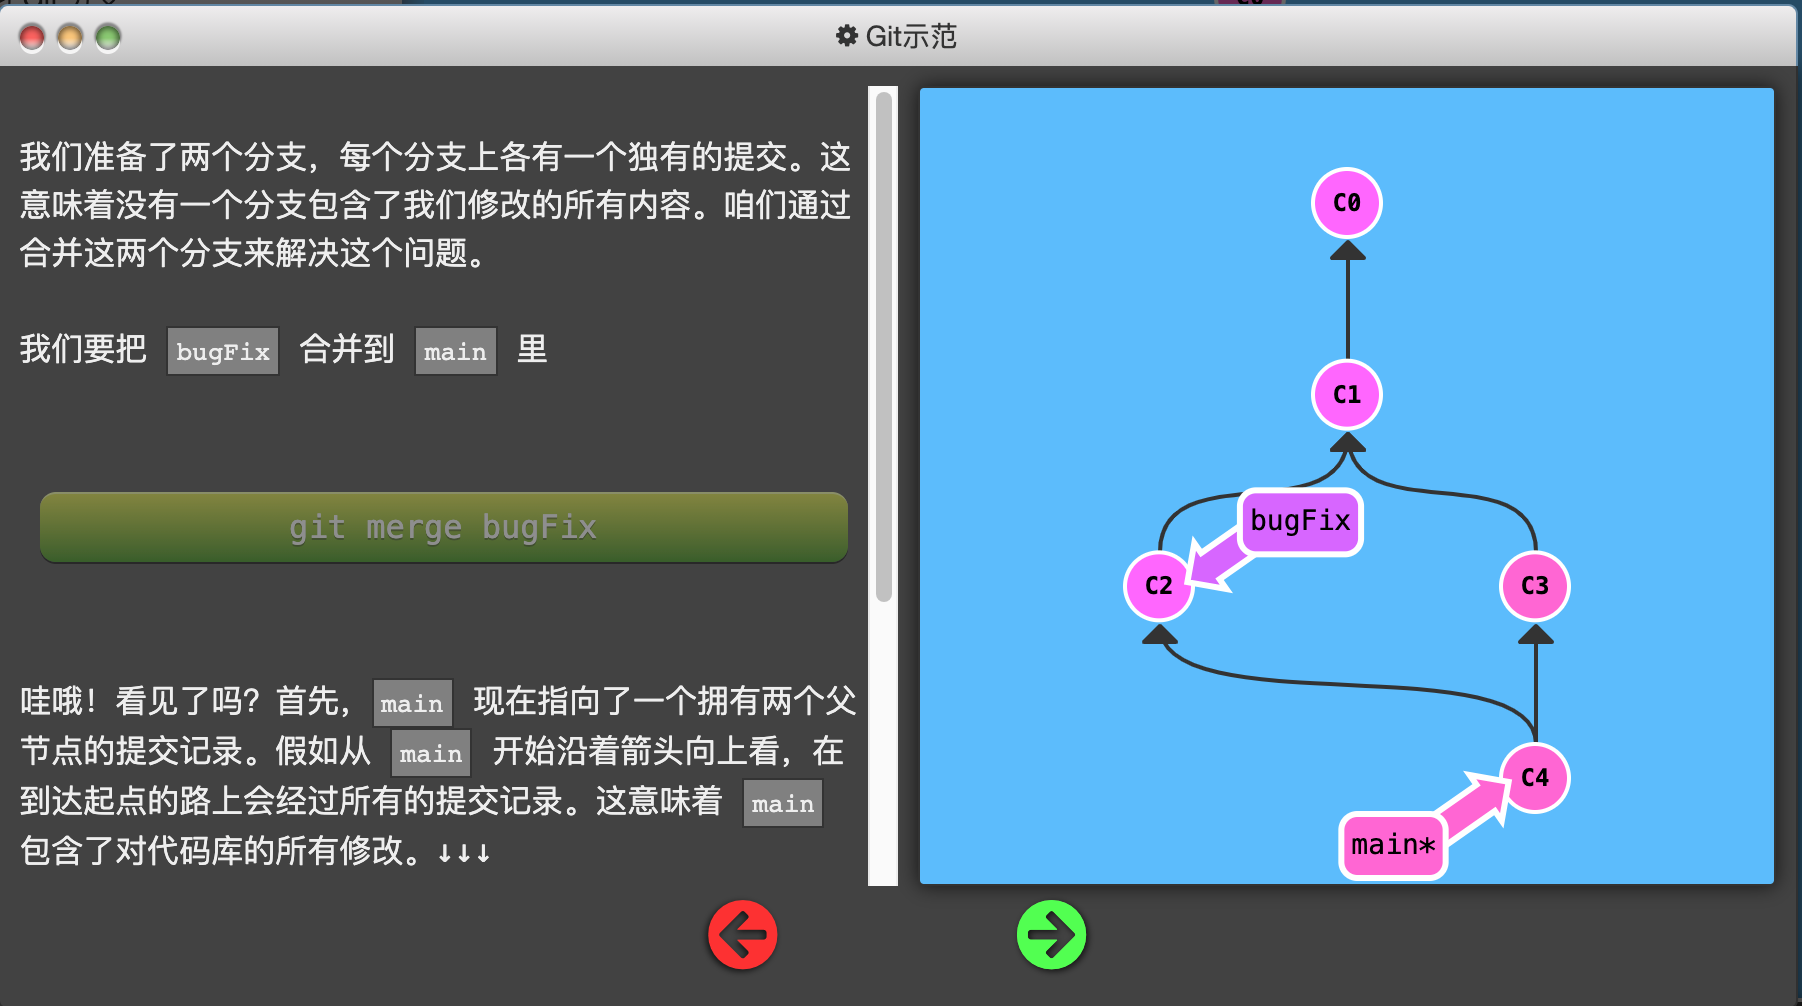 Git示范
我们准备了两个分支，每个分支上各有一个独有的提交。这
意味着没有一个分支包含了我们修改的所有内容。咱们通过
合并这两个分支来解决这个问题。
我们要把 bugFix 合并到 main 里
git merge bugFix
哇哦！看见了吗？首先，main 现在指向了一个拥有两个父
节点的提交记录。假如从 main 开始沿着箭头向上看，在
到达起点的路上会经过所有的提交记录。这意味着 main
包含了对代码库的所有修改。↓↓↓
C0
C1
bugFix
C2
C3
C4
main*